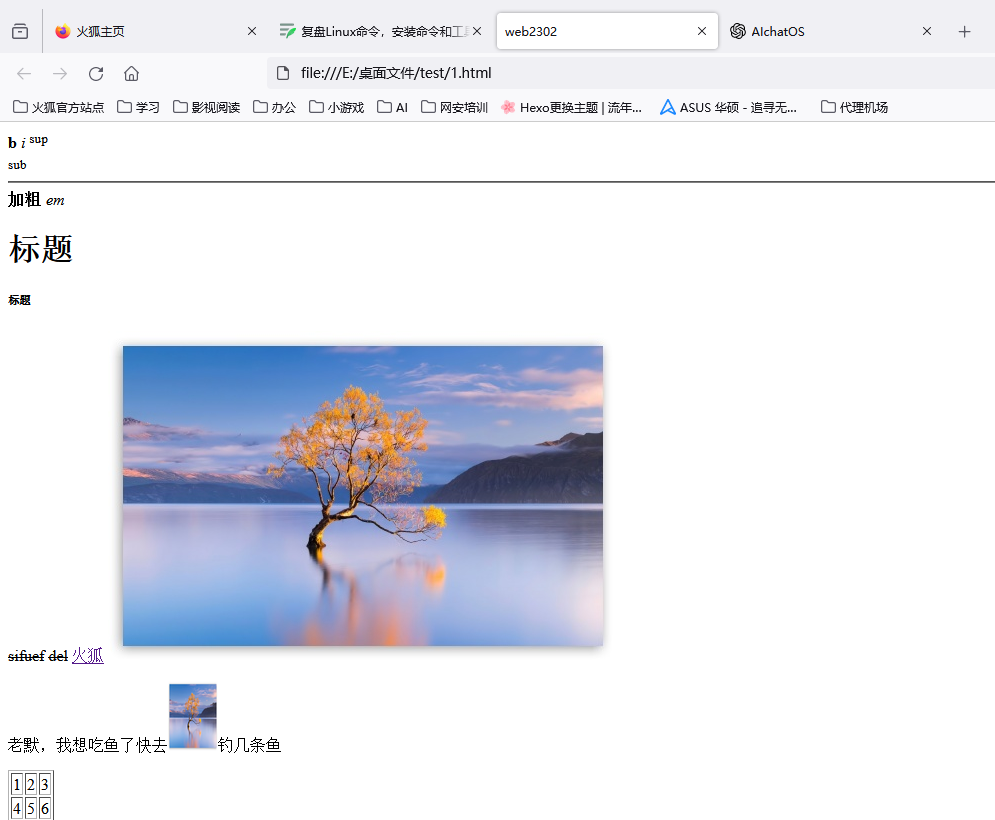 火狐主页
复盘Linux命令，安装命令和工
web2302
AIchatOS
file:///E:/桌面文件/test/1.html
火狐官方站点 学习 影视阅读 办公 小游戏 AI 网安培训 Hexo更换主题 | 流年... ASUS 华硕 - 追寻无... 代理机场
b i sup
sub
加粗 em
标题
标题
sifuef del 火狐
老默，我想吃鱼了快去 钓几条鱼
1 2 3
4 5 6